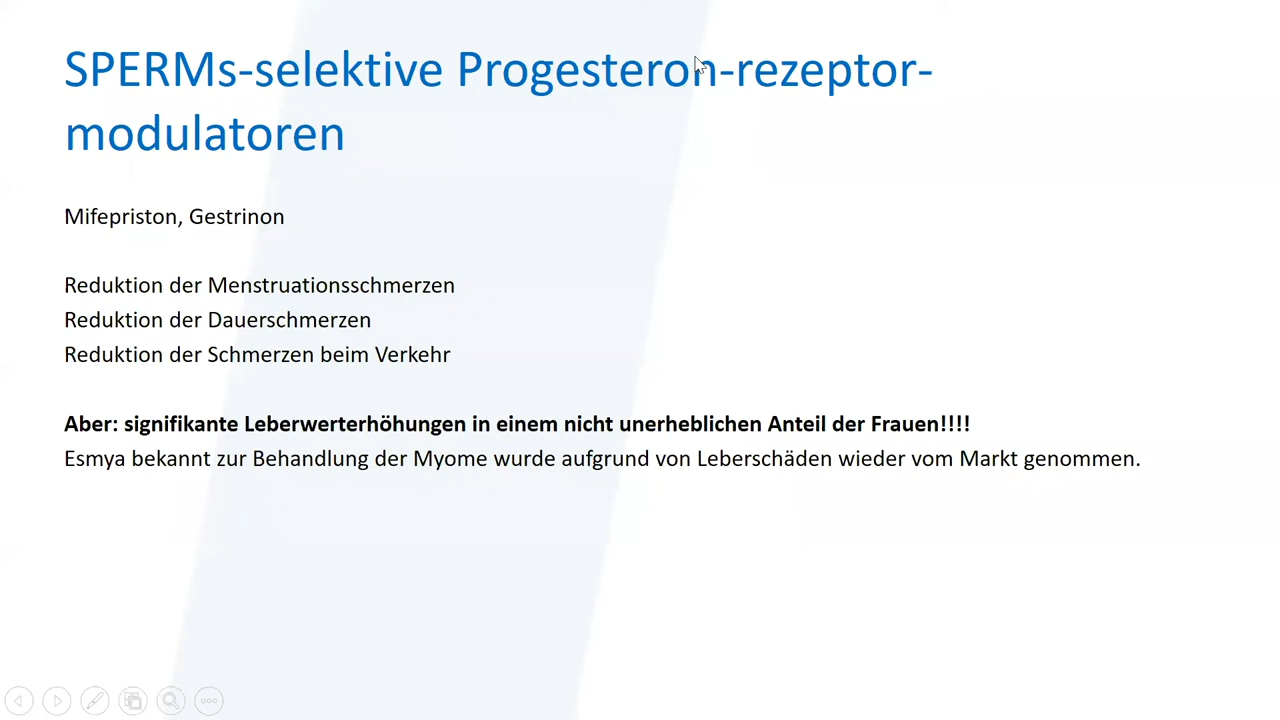 SPERMs-selektive Progesteron-rezeptor-
modulatoren
Mifepriston, Gestrinon
Reduktion der Menstruationsschmerzen
Reduktion der Dauerschmerzen
Reduktion der Schmerzen beim Verkehr
Aber: signifikante Leberwerterhöhungen in einem nicht unerheblichen Anteil der Frauen!!!!
Esmya bekannt zur Behandlung der Myome wurde aufgrund von Leberschäden wieder vom Markt genommen.